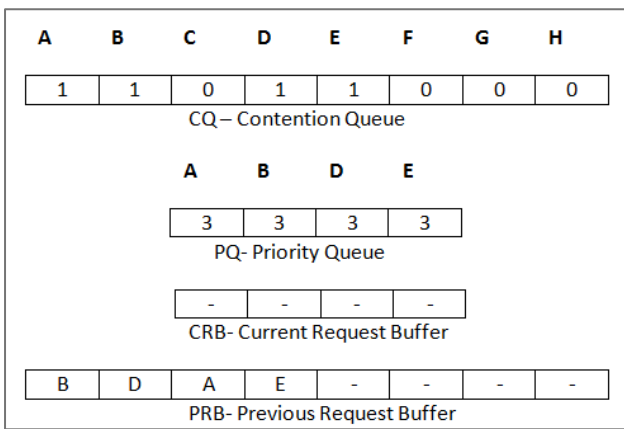 A B C D E F G H
1 1 0 1 1 0 0 0
CQ – Contention Queue
A B D E
3 3 3 3
PQ- Priority Queue
- - - -
CRB- Current Request Buffer
B D A E - - - -
PRB- Previous Request Buffer